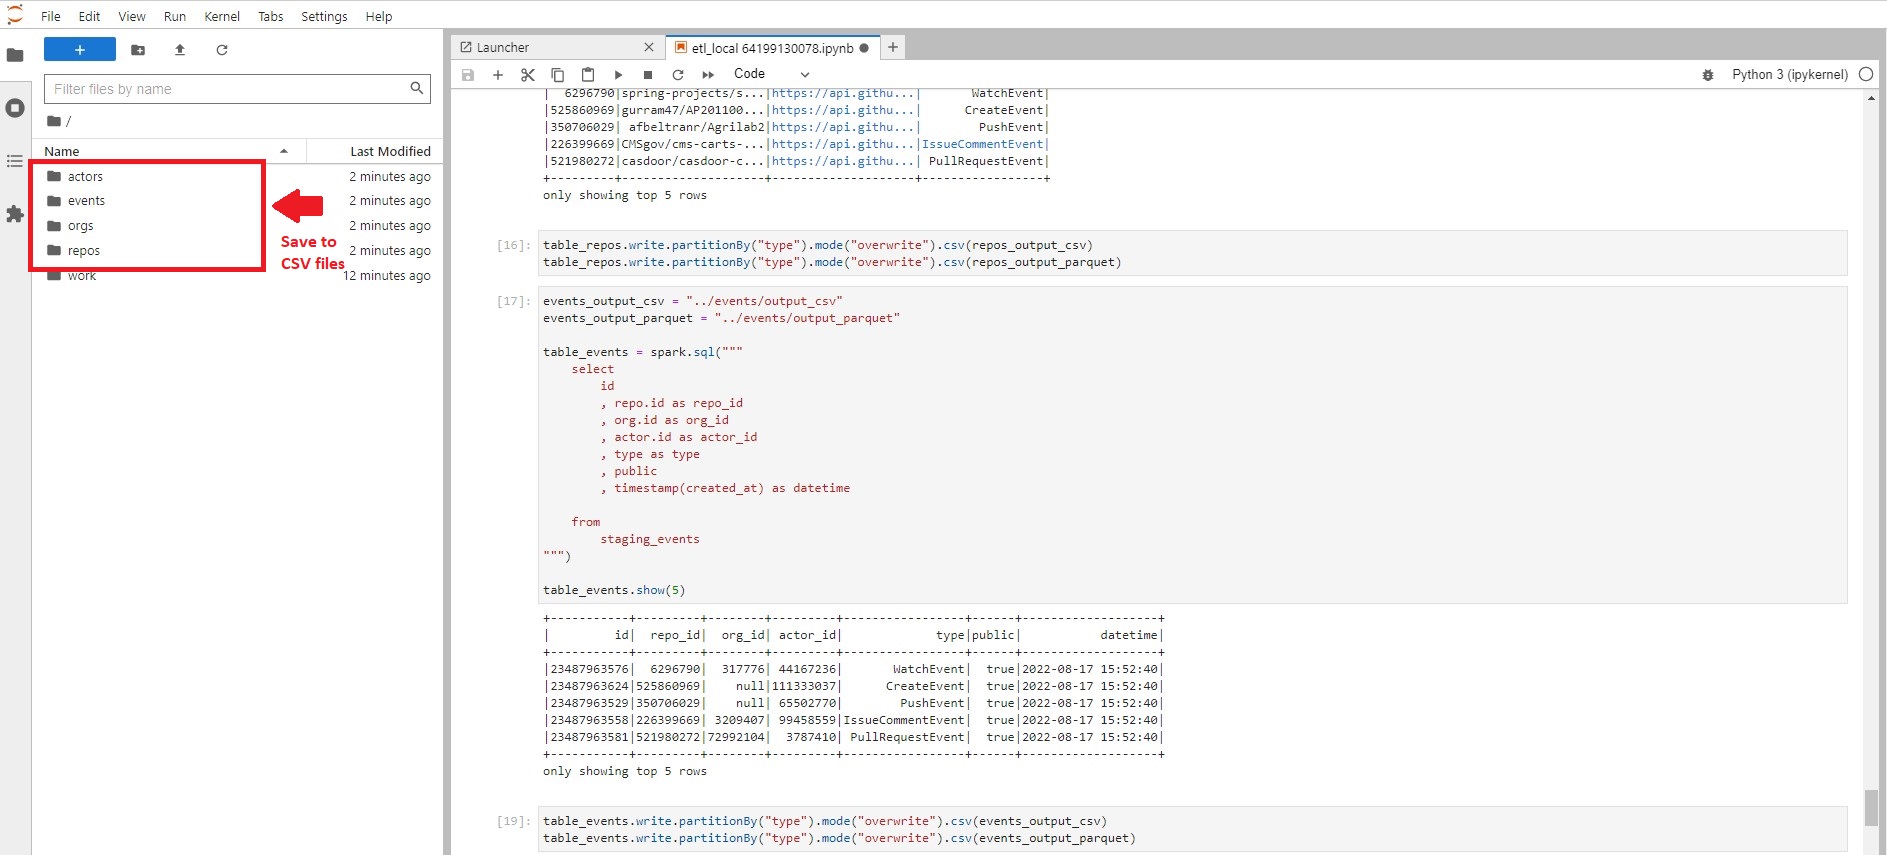 File Edit View Run Kernel Tabs Settings Help
Filter files by name
/
Name Last Modified
actors 2 minutes ago
events 2 minutes ago
orgs 2 minutes ago
repos 2 minutes ago
work 12 minutes ago
Save to
CSV files
Launcher
etl_local 64199130078.ipynb
Code
Python 3 (ipykernel)
|  6296790|spring-projects/s...|https://api.githu...|       WatchEvent|
|525860969|gurram47/AP201100...|https://api.githu...|      CreateEvent|
|350706029| afbeltranr/Agrilab2|https://api.githu...|        PushEvent|
|226399669|CMSgov/cms-carts-...|https://api.githu...|IssueCommentEvent|
|521980272|casdoor/casdoor-c...|https://api.githu...| PullRequestEvent|
+---------+--------------------+--------------------+-----------------+
only showing top 5 rows
[16]: table_repos.write.partitionBy("type").mode("overwrite").csv(repos_output_csv)
table_repos.write.partitionBy("type").mode("overwrite").csv(repos_output_parquet)
[17]: events_output_csv = "../events/output_csv"
events_output_parquet = "../events/output_parquet"
table_events = spark.sql("""
    select
        id
        , repo.id as repo_id
        , org.id as org_id
        , actor.id as actor_id
        , type as type
        , public
        , timestamp(created_at) as datetime
    from
        staging_events
""")
table_events.show(5)
+-----------+---------+--------+---------+-----------------+------+-------------------+
|         id|  repo_id|  org_id| actor_id|             type|public|           datetime|
+-----------+---------+--------+---------+-----------------+------+-------------------+
|23487963576|  6296790|  317776| 44167236|       WatchEvent|  true|2022-08-17 15:52:40|
|23487963624|525860969|    null|111333037|      CreateEvent|  true|2022-08-17 15:52:40|
|23487963529|350706029|    null| 65502770|        PushEvent|  true|2022-08-17 15:52:40|
|23487963558|226399669| 3209407| 99458559|IssueCommentEvent|  true|2022-08-17 15:52:40|
|23487963581|521980272|72992104|  3787410| PullRequestEvent|  true|2022-08-17 15:52:40|
+-----------+---------+--------+---------+-----------------+------+-------------------+
only showing top 5 rows
[19]: table_events.write.partitionBy("type").mode("overwrite").csv(events_output_csv)
table_events.write.partitionBy("type").mode("overwrite").csv(events_output_parquet)